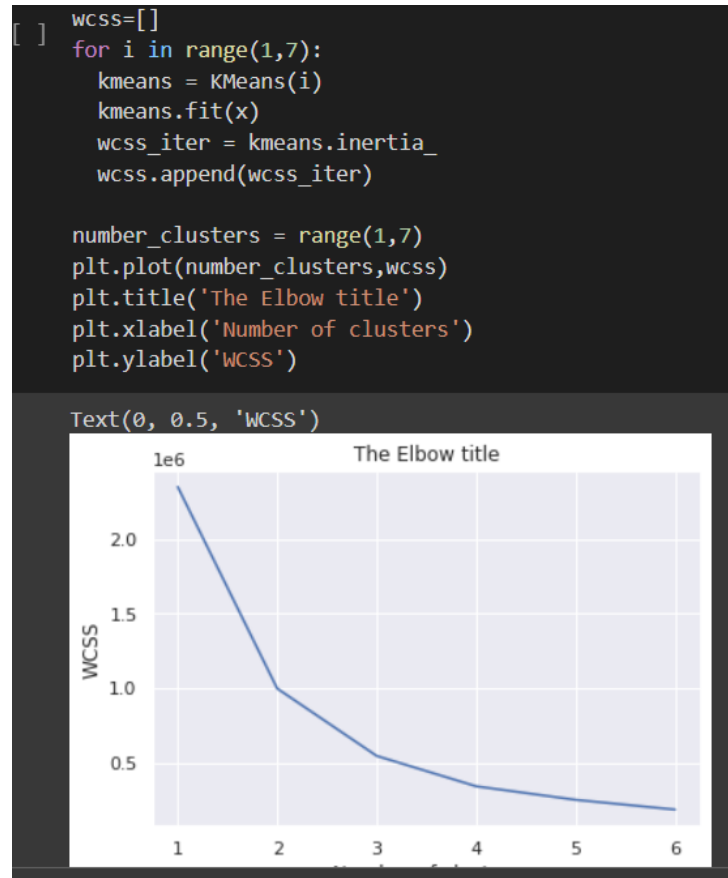 [ ]
wcss=[]
for i in range(1,7):
  kmeans = KMeans(i)
  kmeans.fit(x)
  wcss_iter = kmeans.inertia_
  wcss.append(wcss_iter)
number_clusters = range(1,7)
plt.plot(number_clusters,wcss)
plt.title('The Elbow title')
plt.xlabel('Number of clusters')
plt.ylabel('WCSS')
Text(0, 0.5, 'WCSS')
The Elbow title
1e6
2.0
1.5
1.0
0.5
WCSS
1 2 3 4 5 6